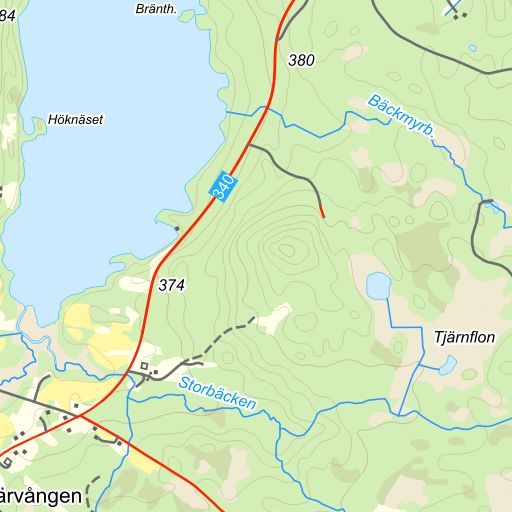 Bränth.
84
380
Bäckmyrb.
Höknäset
340
374
Tjärnflon
Storbäcken
ärvången